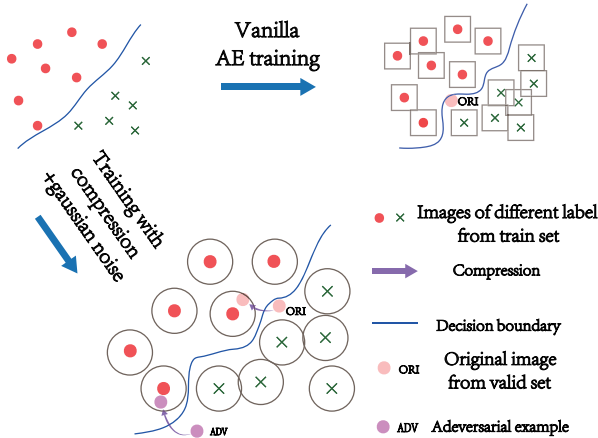 Vanilla
AE training
ORI
Training with
compression
+gaussian noise
Images of different label
from train set
Compression
ORI
Decision boundary
Original image
ORI
from valid set
ADV
ADV
Adeversarial example